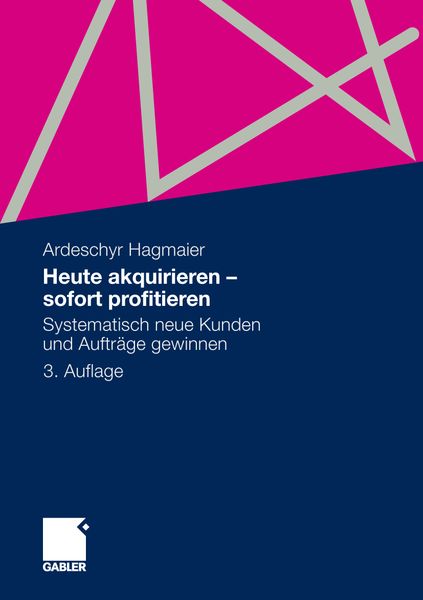 Ardeschyr Hagmaier
Heute akquirieren –
sofort profitieren
Systematisch neue Kunden
und Aufträge gewinnen
3. Auflage
GABLER